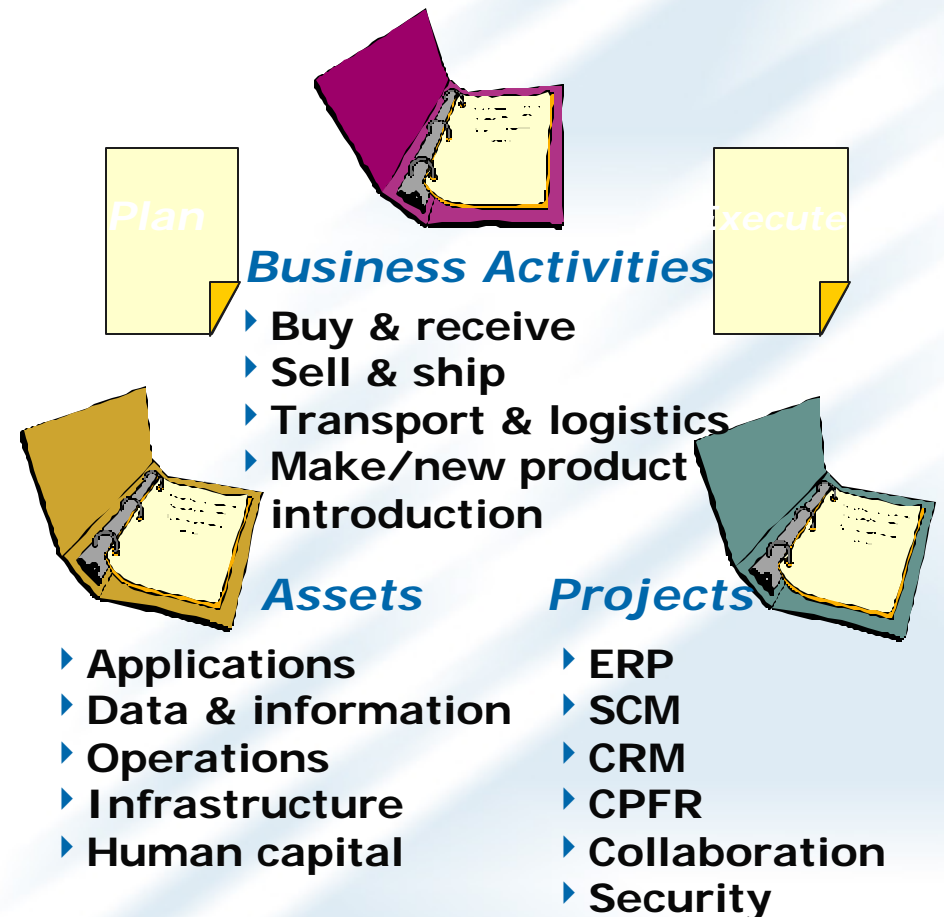 Plan
Execute
Business Activities
Buy & receive
Sell & ship
Transport & logistics
Make/new product
introduction
Assets
Applications
Data & information
Operations
Infrastructure
Human capital
Projects
ERP
SCM
CRM
CPFR
Collaboration
Security